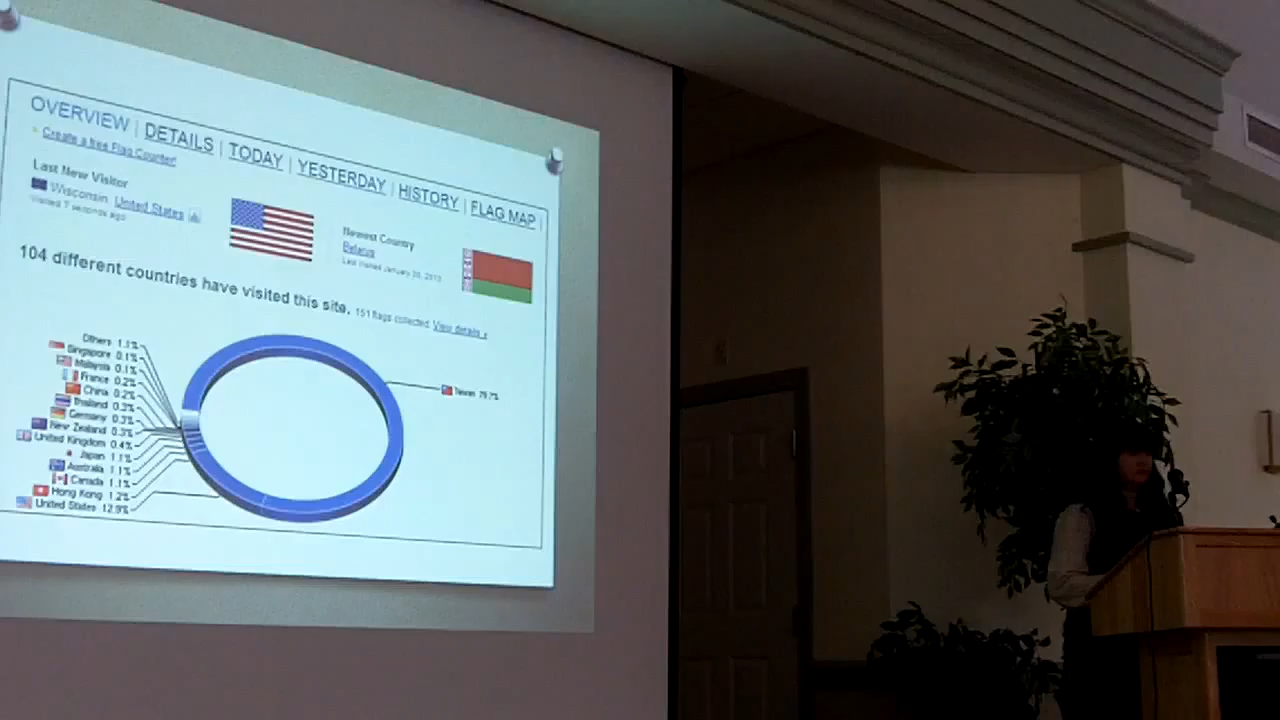 OVERVIEW | DETAILS | TODAY | YESTERDAY | HISTORY | FLAG MAP |
Create a free Flag Counter!
Last New Visitor
Wisconsin, United States
Visited 7 seconds ago
Newest Country
Belarus
Last Visited January 30, 2013
104 different countries have visited this site. 151 flags collected. View details »
Others 1.1%
Singapore 0.1%
Malaysia 0.1%
France 0.2%
China 0.2%
Thailand 0.3%
Germany 0.3%
New Zealand 0.3%
United Kingdom 0.4%
Japan 1.1%
Australia 1.1%
Canada 1.1%
Hong Kong 1.2%
United States 12.9%
Taiwan 79.7%